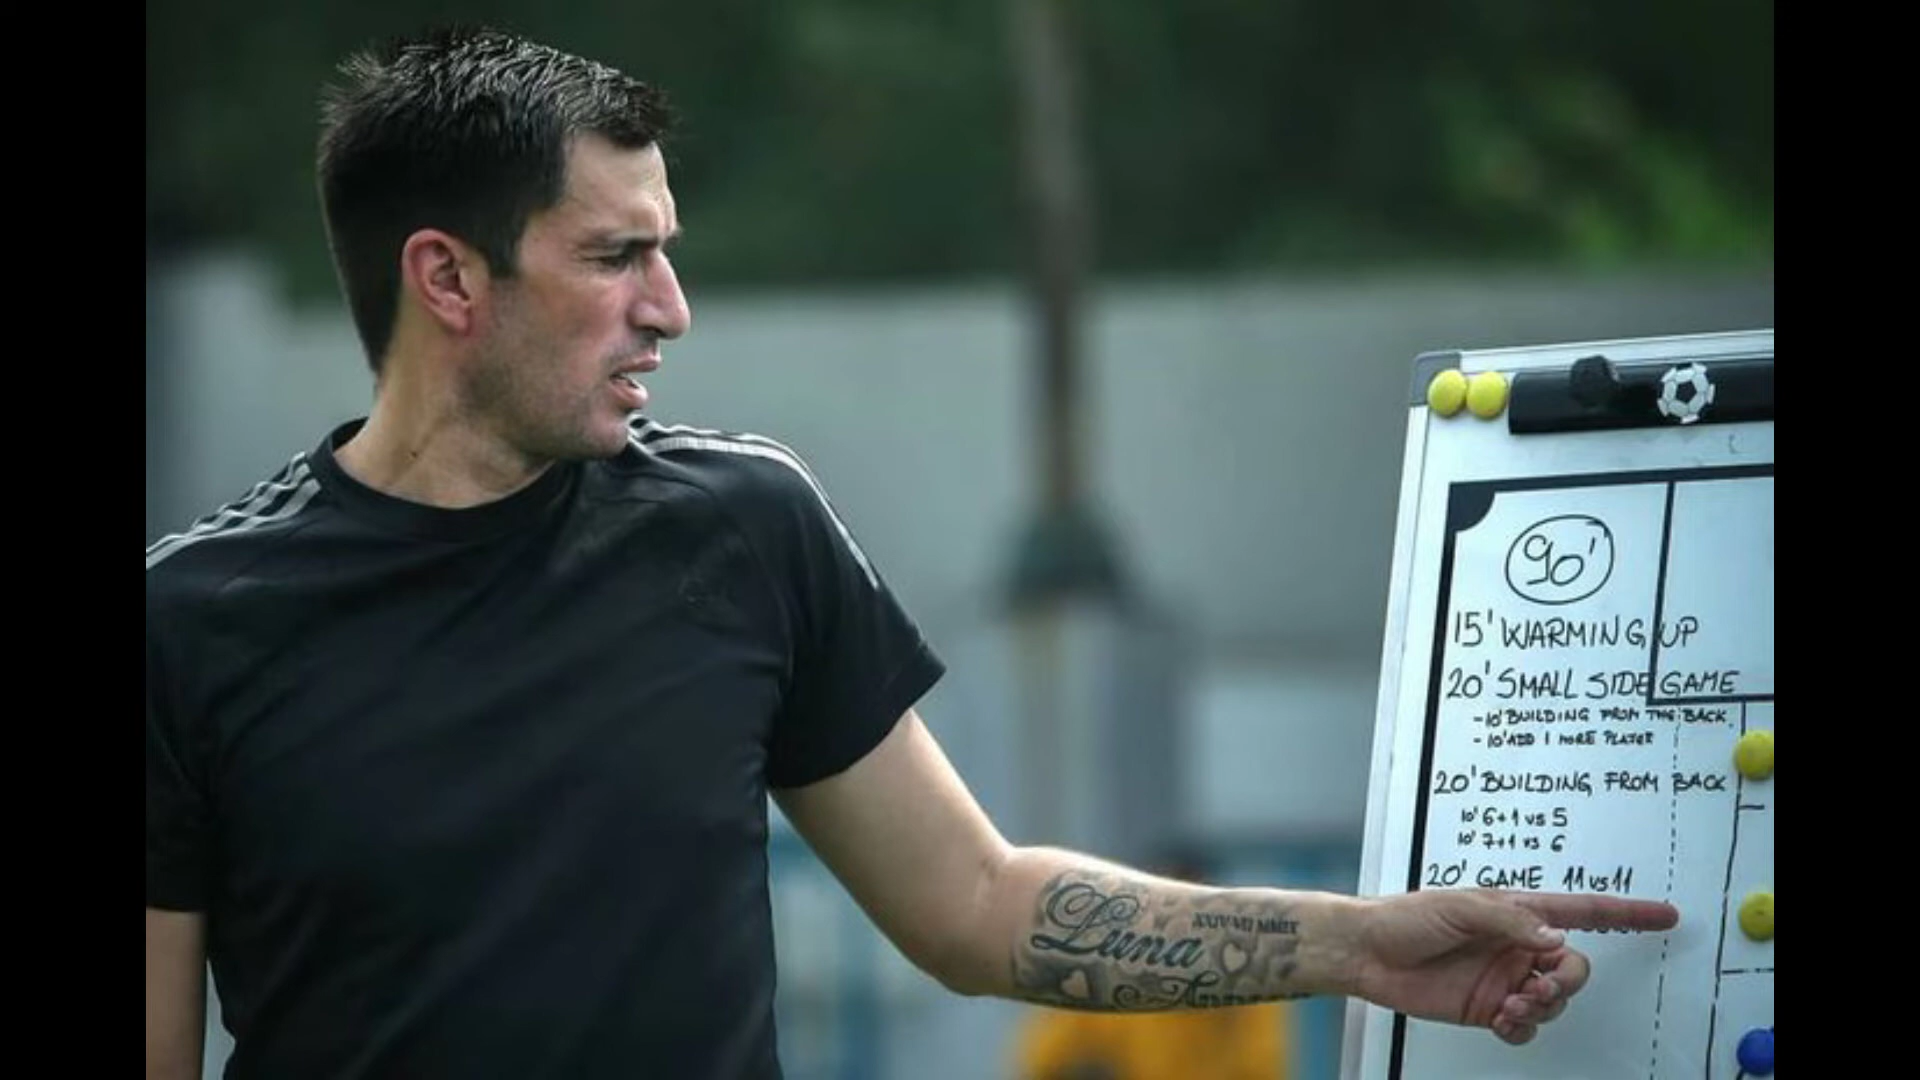 90'
15' WARMING UP
20' SMALL SIDE GAME
- 10' BUILDING FROM THE BACK.
- 10' ADD 1 MORE PLAYER
20' BUILDING FROM BACK
10' 6+1 vs 5
10' 7+1 vs 6
20' GAME 11 vs 11
Luna